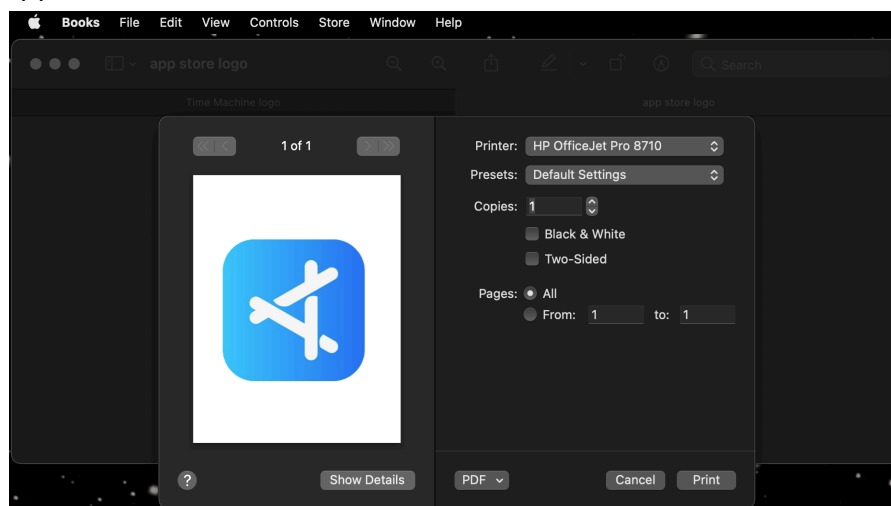 Books File Edit View Controls Store Window Help
app store logo
Search
Time Machine logo
app store logo
1 of 1
Printer: HP OfficeJet Pro 8710
Presets: Default Settings
Copies: 1
Black & White
Two-Sided
Pages: All
From: 1 to: 1
?
Show Details
PDF
Cancel
Print